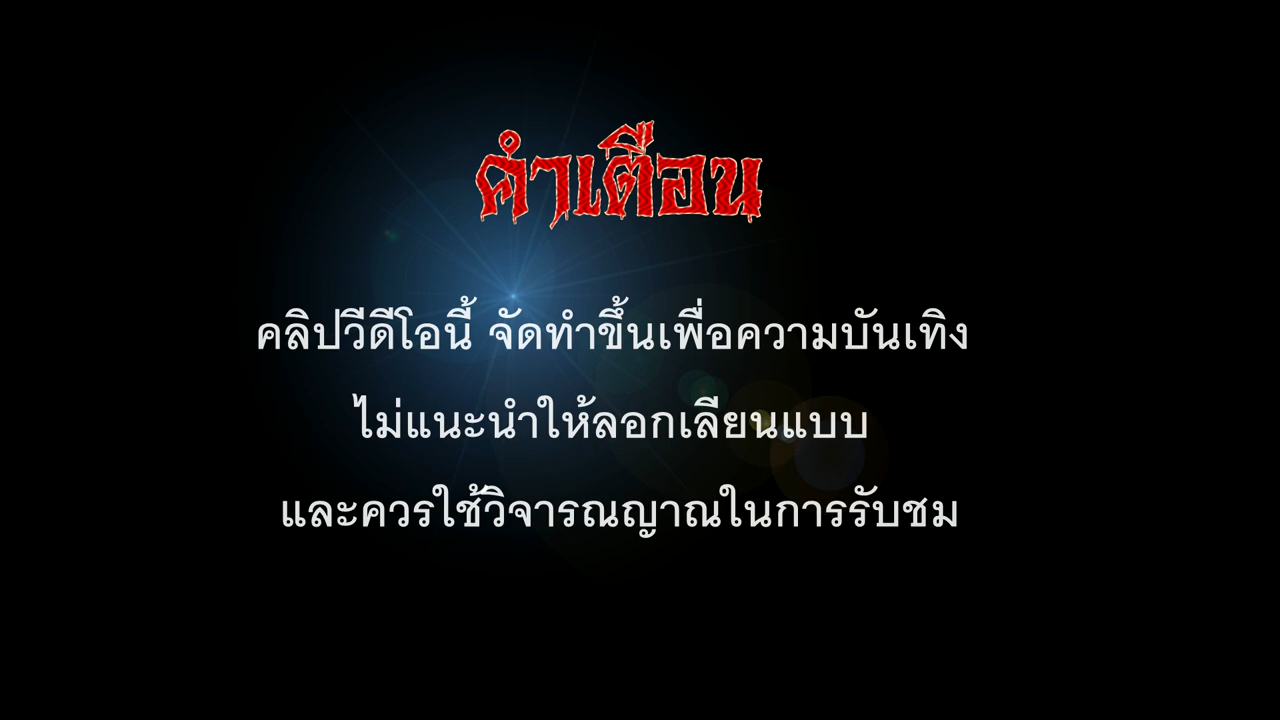 คำเตือน
คลิปวีดีโอนี้ จัดทำขึ้นเพื่อความบันเทิง
ไม่แนะนำให้ลอกเลียนแบบ
และควรใช้วิจารณญาณในการรับชม